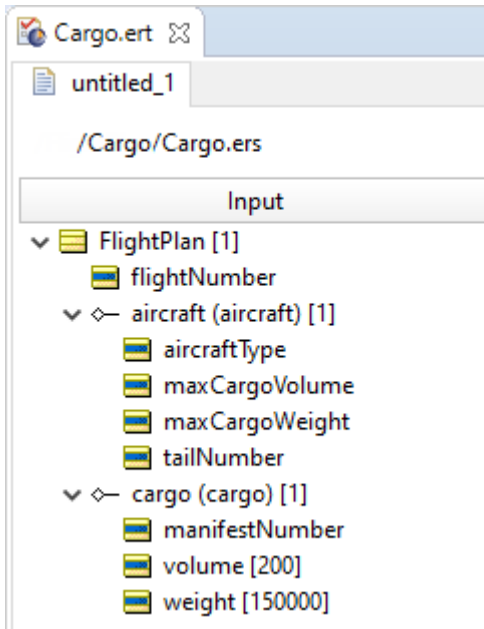 Cargo.ert
untitled_1
/Cargo/Cargo.ers
Input
FlightPlan [1]
flightNumber
aircraft (aircraft) [1]
aircraftType
maxCargoVolume
maxCargoWeight
tailNumber
cargo (cargo) [1]
manifestNumber
volume [200]
weight [150000]